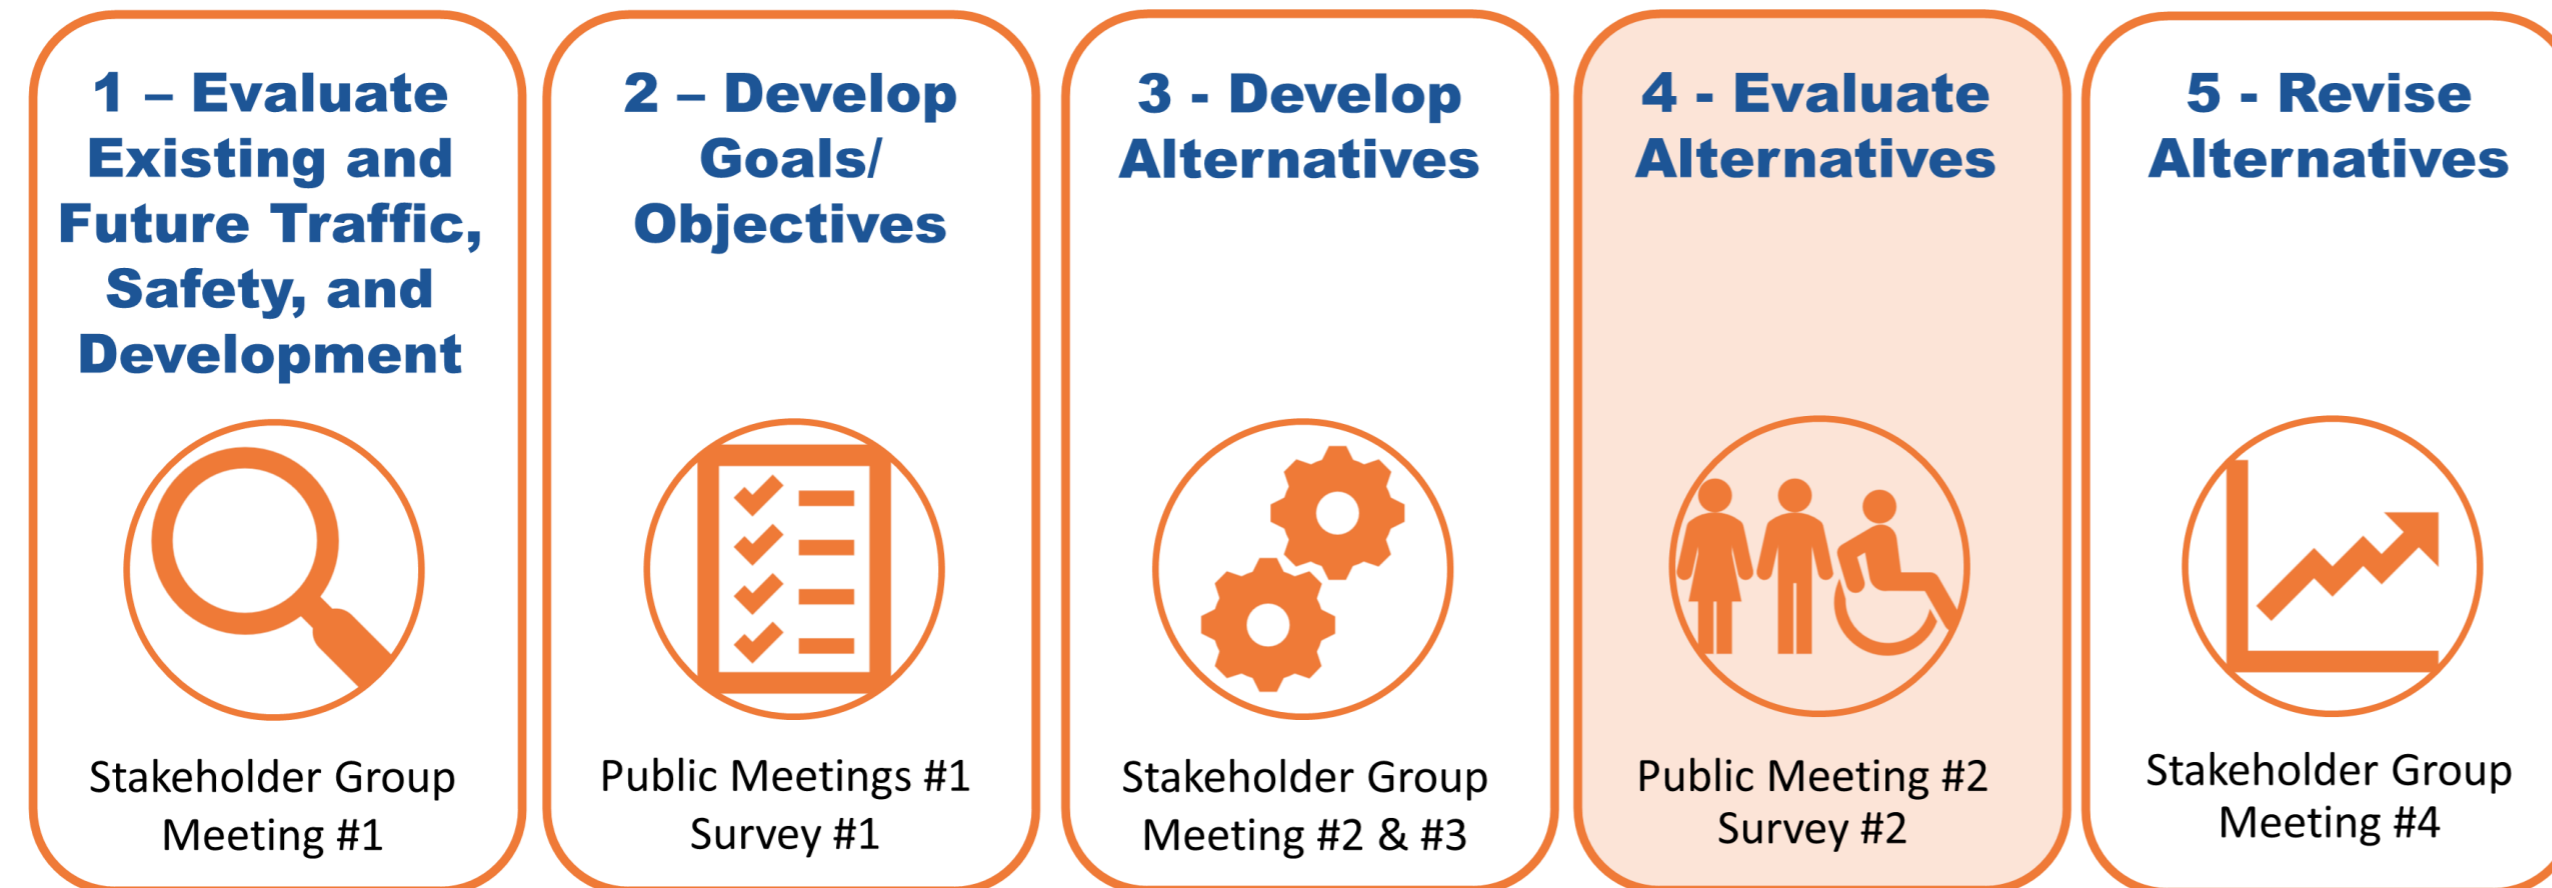 1 – Evaluate
Existing and
Future Traffic,
Safety, and
Development
Stakeholder Group
Meeting #1
2 – Develop
Goals/
Objectives
Public Meetings #1
Survey #1
3 - Develop
Alternatives
Stakeholder Group
Meeting #2 & #3
4 - Evaluate
Alternatives
Public Meeting #2
Survey #2
5 - Revise
Alternatives
Stakeholder Group
Meeting #4